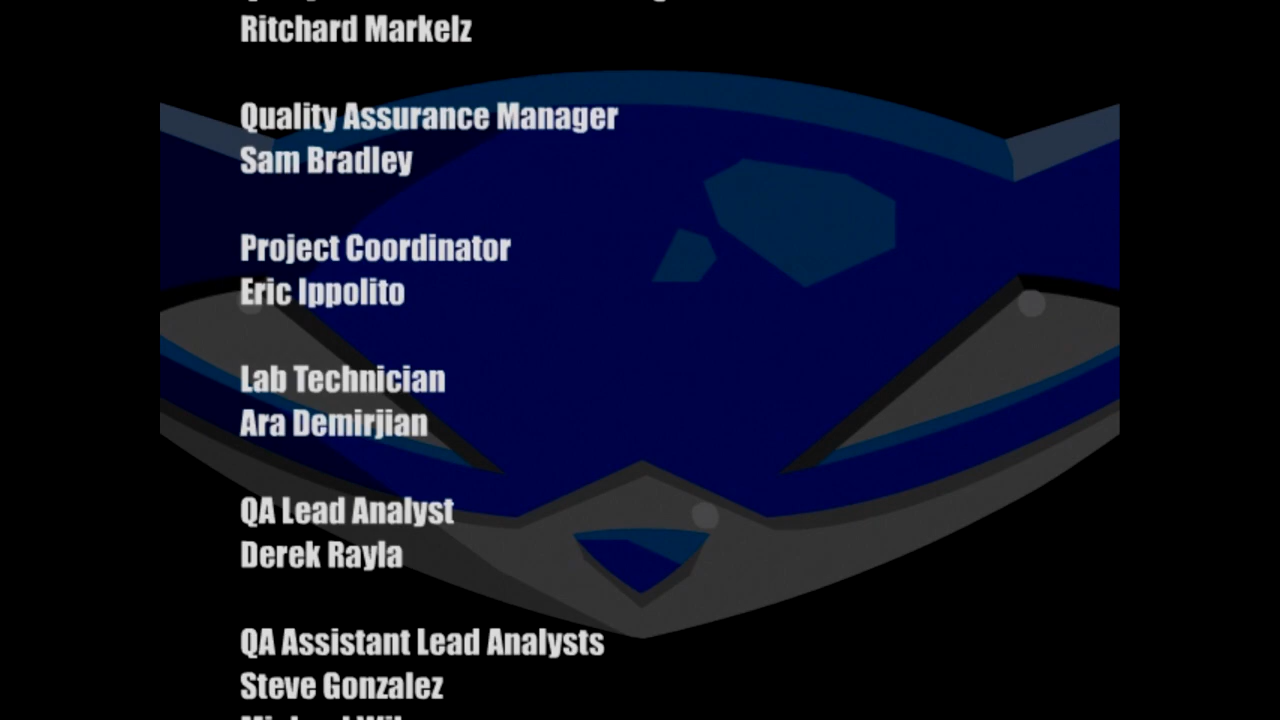 Ritchard Markelz
Quality Assurance Manager
Sam Bradley
Project Coordinator
Eric Ippolito
Lab Technician
Ara Demirjian
QA Lead Analyst
Derek Rayla
QA Assistant Lead Analysts
Steve Gonzalez